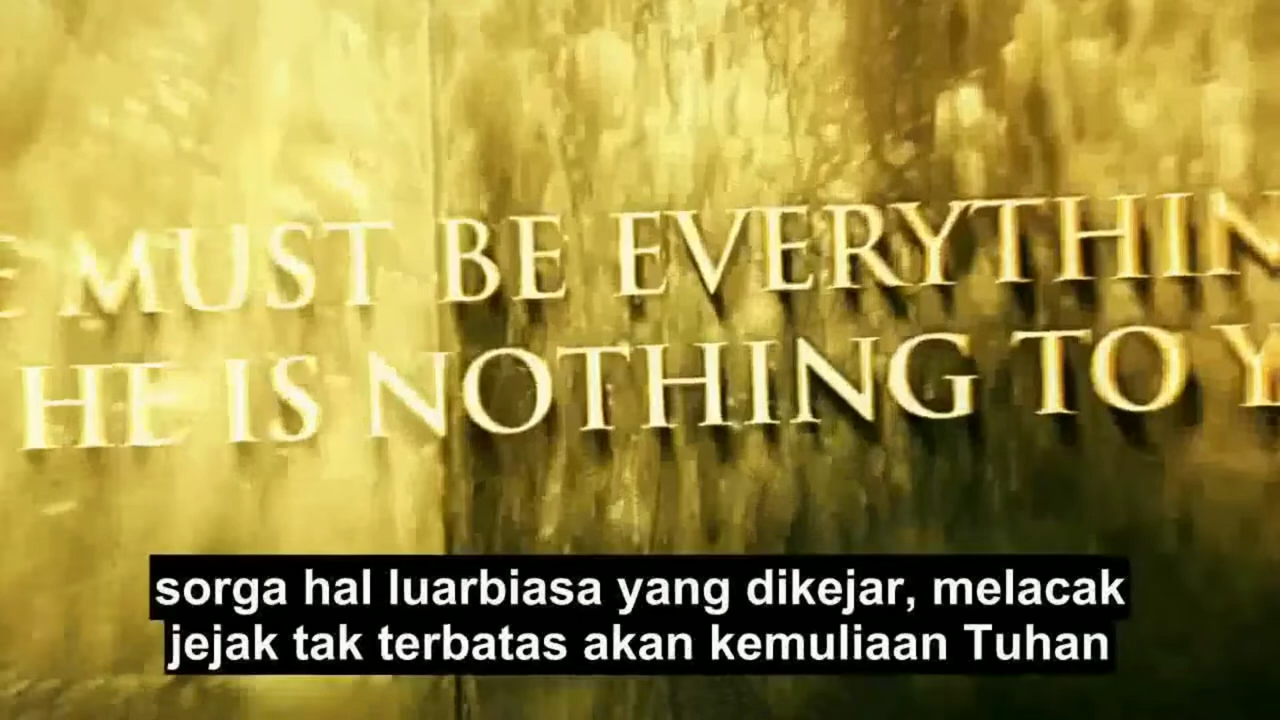 MUST BE EVERYTHIN
HE IS NOTHING TO
sorga hal luarbiasa yang dikejar, melacak
jejak tak terbatas akan kemuliaan Tuhan